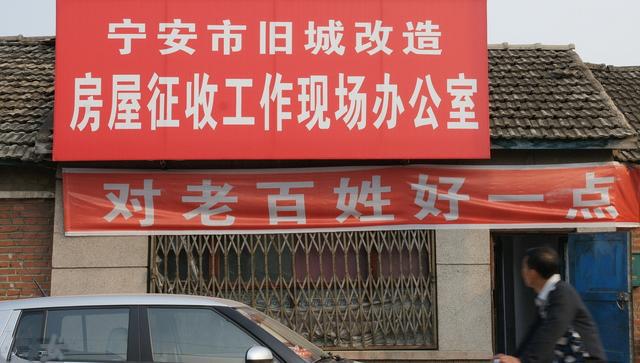 宁安市旧城改造
房屋征收工作现场办公室
对老百姓好一点